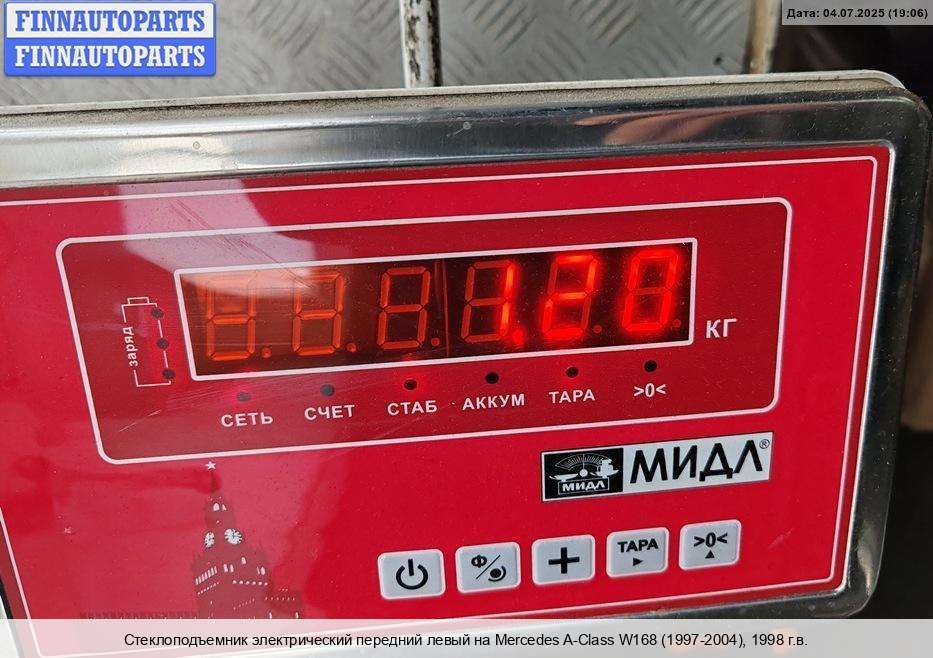 FINNAUTOPARTS
FINNAUTOPARTS
Дата: 04.07.2025 (19:06)
1.20
КГ
заряд
СЕТЬ СЧЕТ СТАБ АККУМ ТАРА >0<
МИДЛ МИДЛ®
Ф/ + ТАРА >0<
Стеклоподъемник электрический передний левый на Mercedes A-Class W168 (1997-2004), 1998 г.в.